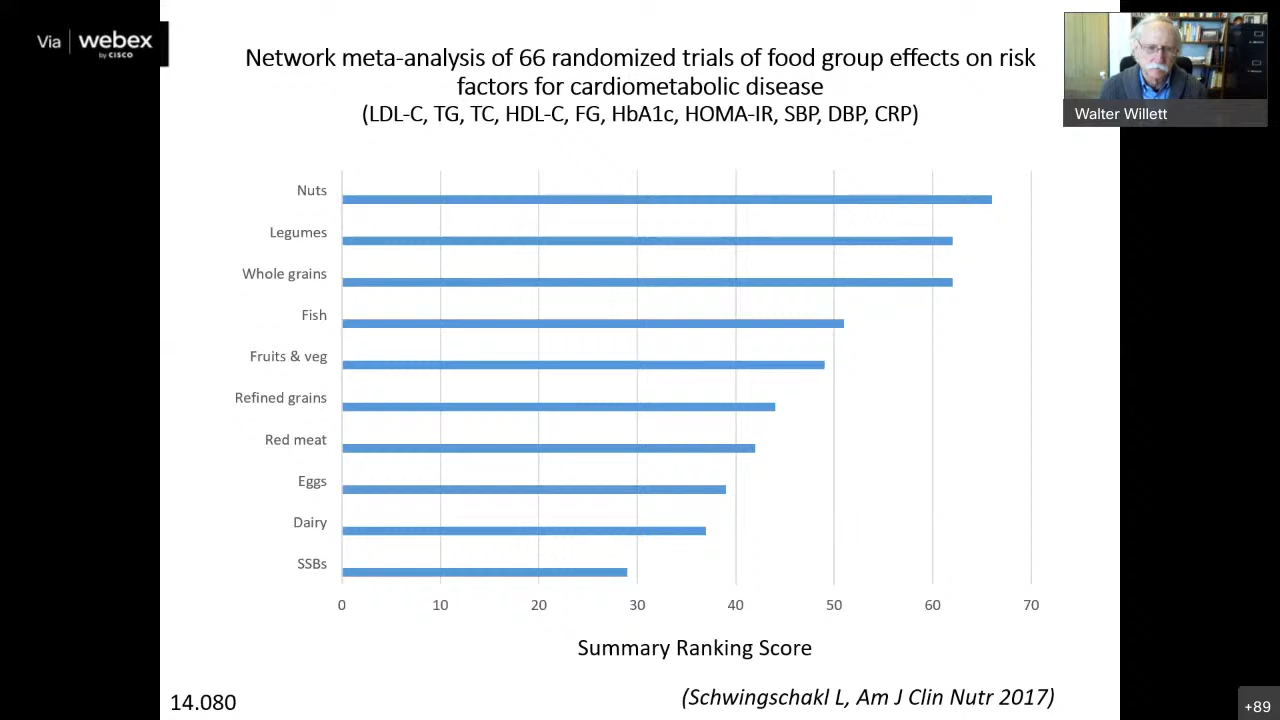 Via | webex
by CISCO
Network meta-analysis of 66 randomized trials of food group effects on risk
factors for cardiometabolic disease
(LDL-C, TG, TC, HDL-C, FG, HbA1c, HOMA-IR, SBP, DBP, CRP)
Walter Willett
Nuts
Legumes
Whole grains
Fish
Fruits & veg
Refined grains
Red meat
Eggs
Dairy
SSBs
0 10 20 30 40 50 60 70
Summary Ranking Score
(Schwingschakl L, Am J Clin Nutr 2017)
14.080
+89